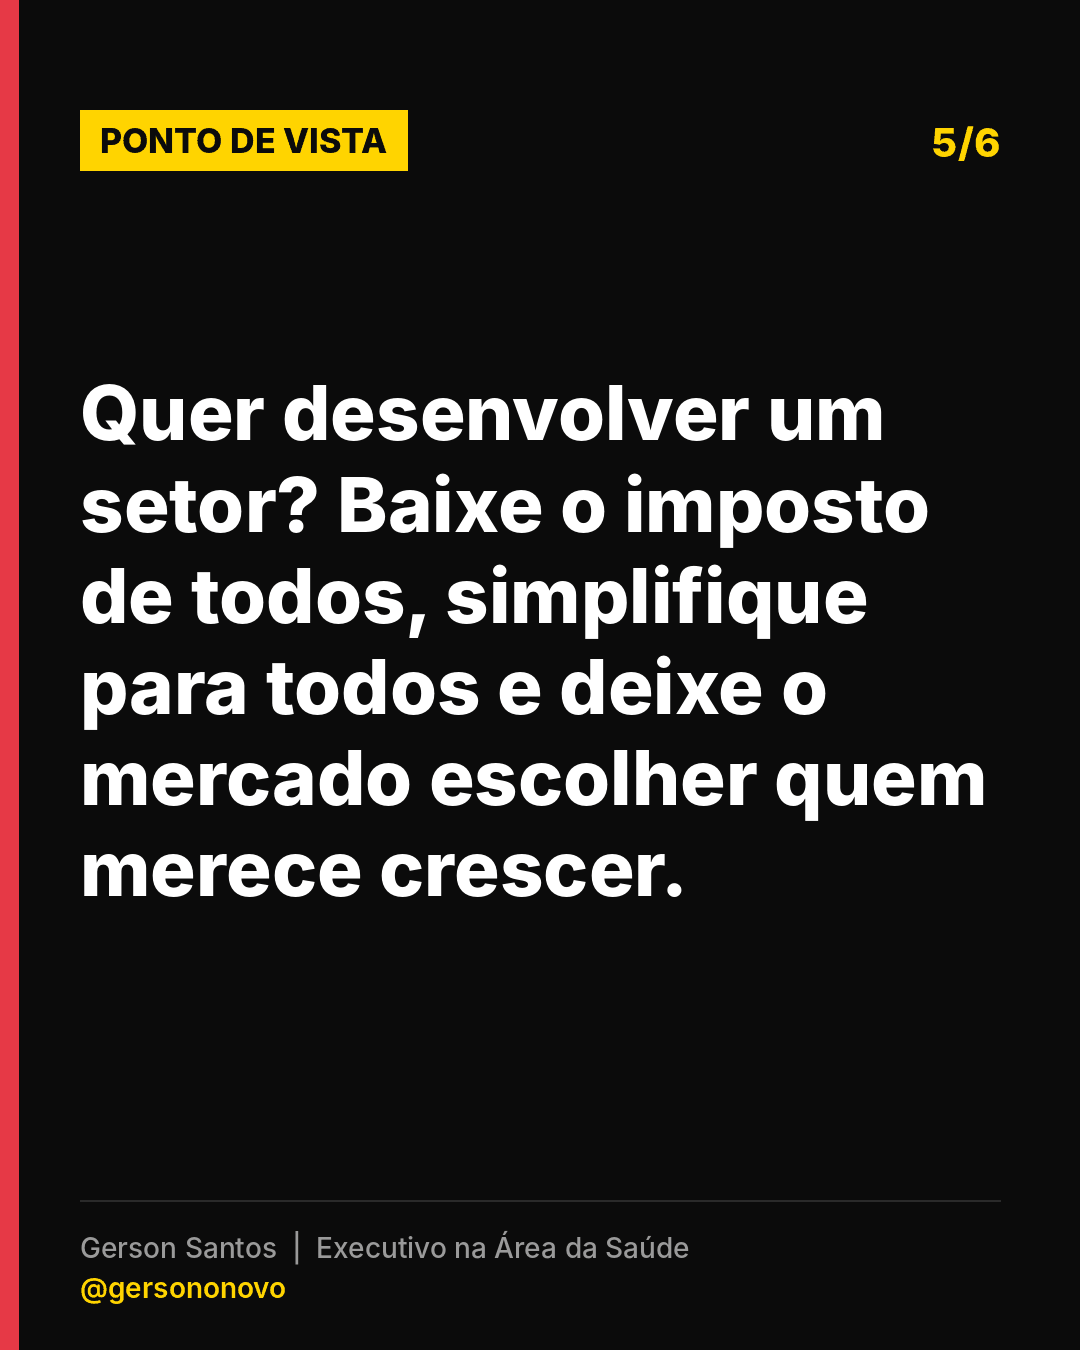 PONTO DE VISTA
5/6
Quer desenvolver um
setor? Baixe o imposto
de todos, simplifique
para todos e deixe o
mercado escolher quem
merece crescer.
Gerson Santos | Executivo na Área da Saúde
@gersononovo